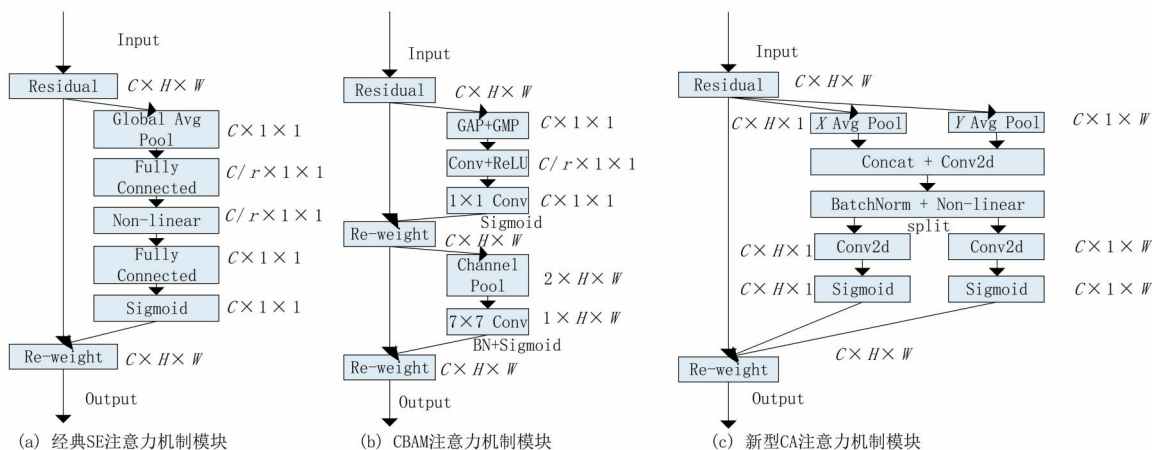 Input
Residual
C×H×W
Global Avg
Pool
C×1×1
Fully
Connected
C/r×1×1
Non-linear
C/r×1×1
Fully
Connected
C×1×1
Sigmoid
C×1×1
Re-weight
C×H×W
Output
(a) 经典SE注意力机制模块
Input
Residual
C×H×W
GAP+GMP
C×1×1
Conv+ReLU
C/r×1×1
1×1 Conv
C×1×1
Sigmoid
Re-weight
C×H×W
Channel
Pool
2×H×W
7×7 Conv
1×H×W
BN+Sigmoid
Re-weight
C×H×W
Output
(b) CBAM注意力机制模块
Input
Residual
C×H×W
C×H×1
X Avg Pool
Y Avg Pool
C×1×W
Concat + Conv2d
BatchNorm + Non-linear
split
C×H×1
Conv2d
Conv2d
C×1×W
C×H×1
Sigmoid
Sigmoid
C×1×W
C×H×W
Re-weight
Output
(c) 新型CA注意力机制模块